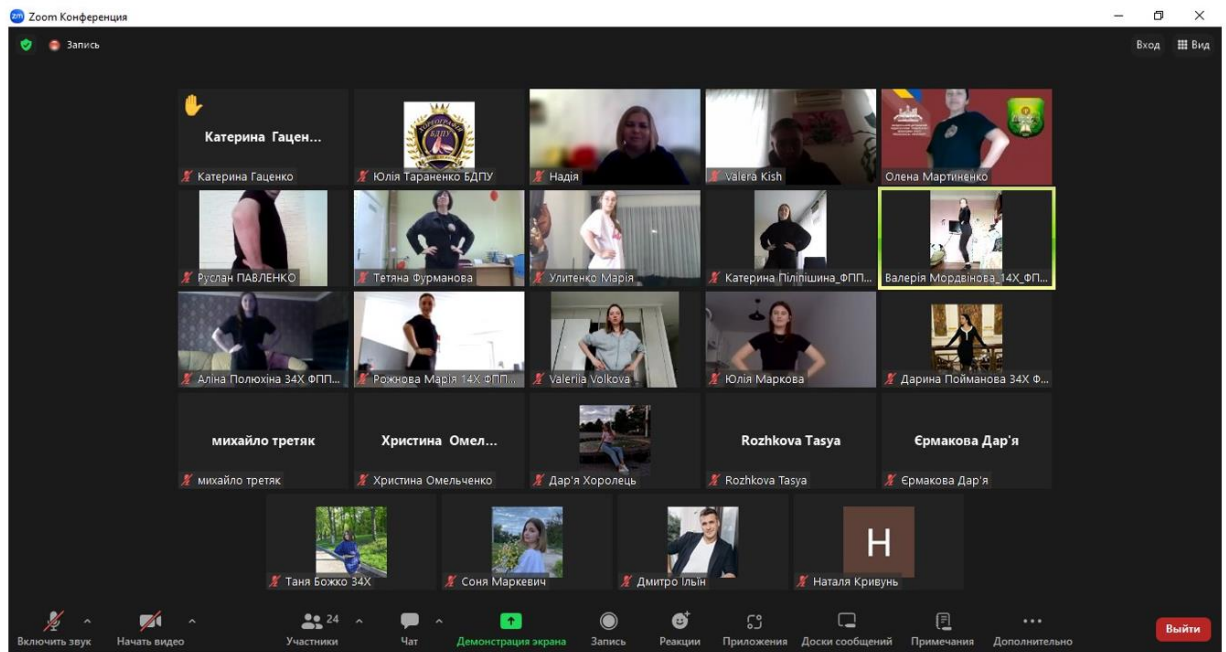 Zoom Конференция
Запись
Вход
Вид
Катерина Гацен...
Катерина Гаценко
ХОРЕОГРАФІЯ
БДПУ
Юлія Тараненко БДПУ
Надія
Valera Kish
Олена Мартиненко
Руслан ПАВЛЕНКО
Тетяна Фурманова
Улитенко Марія
Катерина Піліпішина_ФПП...
Валерія Мордвінова_14Х_ФП...
Аліна Полюхіна 34Х ФПП...
Рожнова Марія 14Х ФПП...
Valeriia Volkova
Юлія Маркова
Дарина Пойманова 34Х Ф...
михайло третяк
михайло третяк
Христина Омел...
Христина Омельченко
Дар'я Хоролець
Rozhkova Tasya
Rozhkova Tasya
Єрмакова Дар'я
Єрмакова Дар'я
Таня Божко 34Х
Соня Маркевич
Дмитро Ільїн
Н
Наталя Кривунь
Включить звук
Начать видео
24
Участники
Чат
Демонстрация экрана
Запись
Реакции
Приложения
Доски сообщений
Примечания
Дополнительно
Выйти